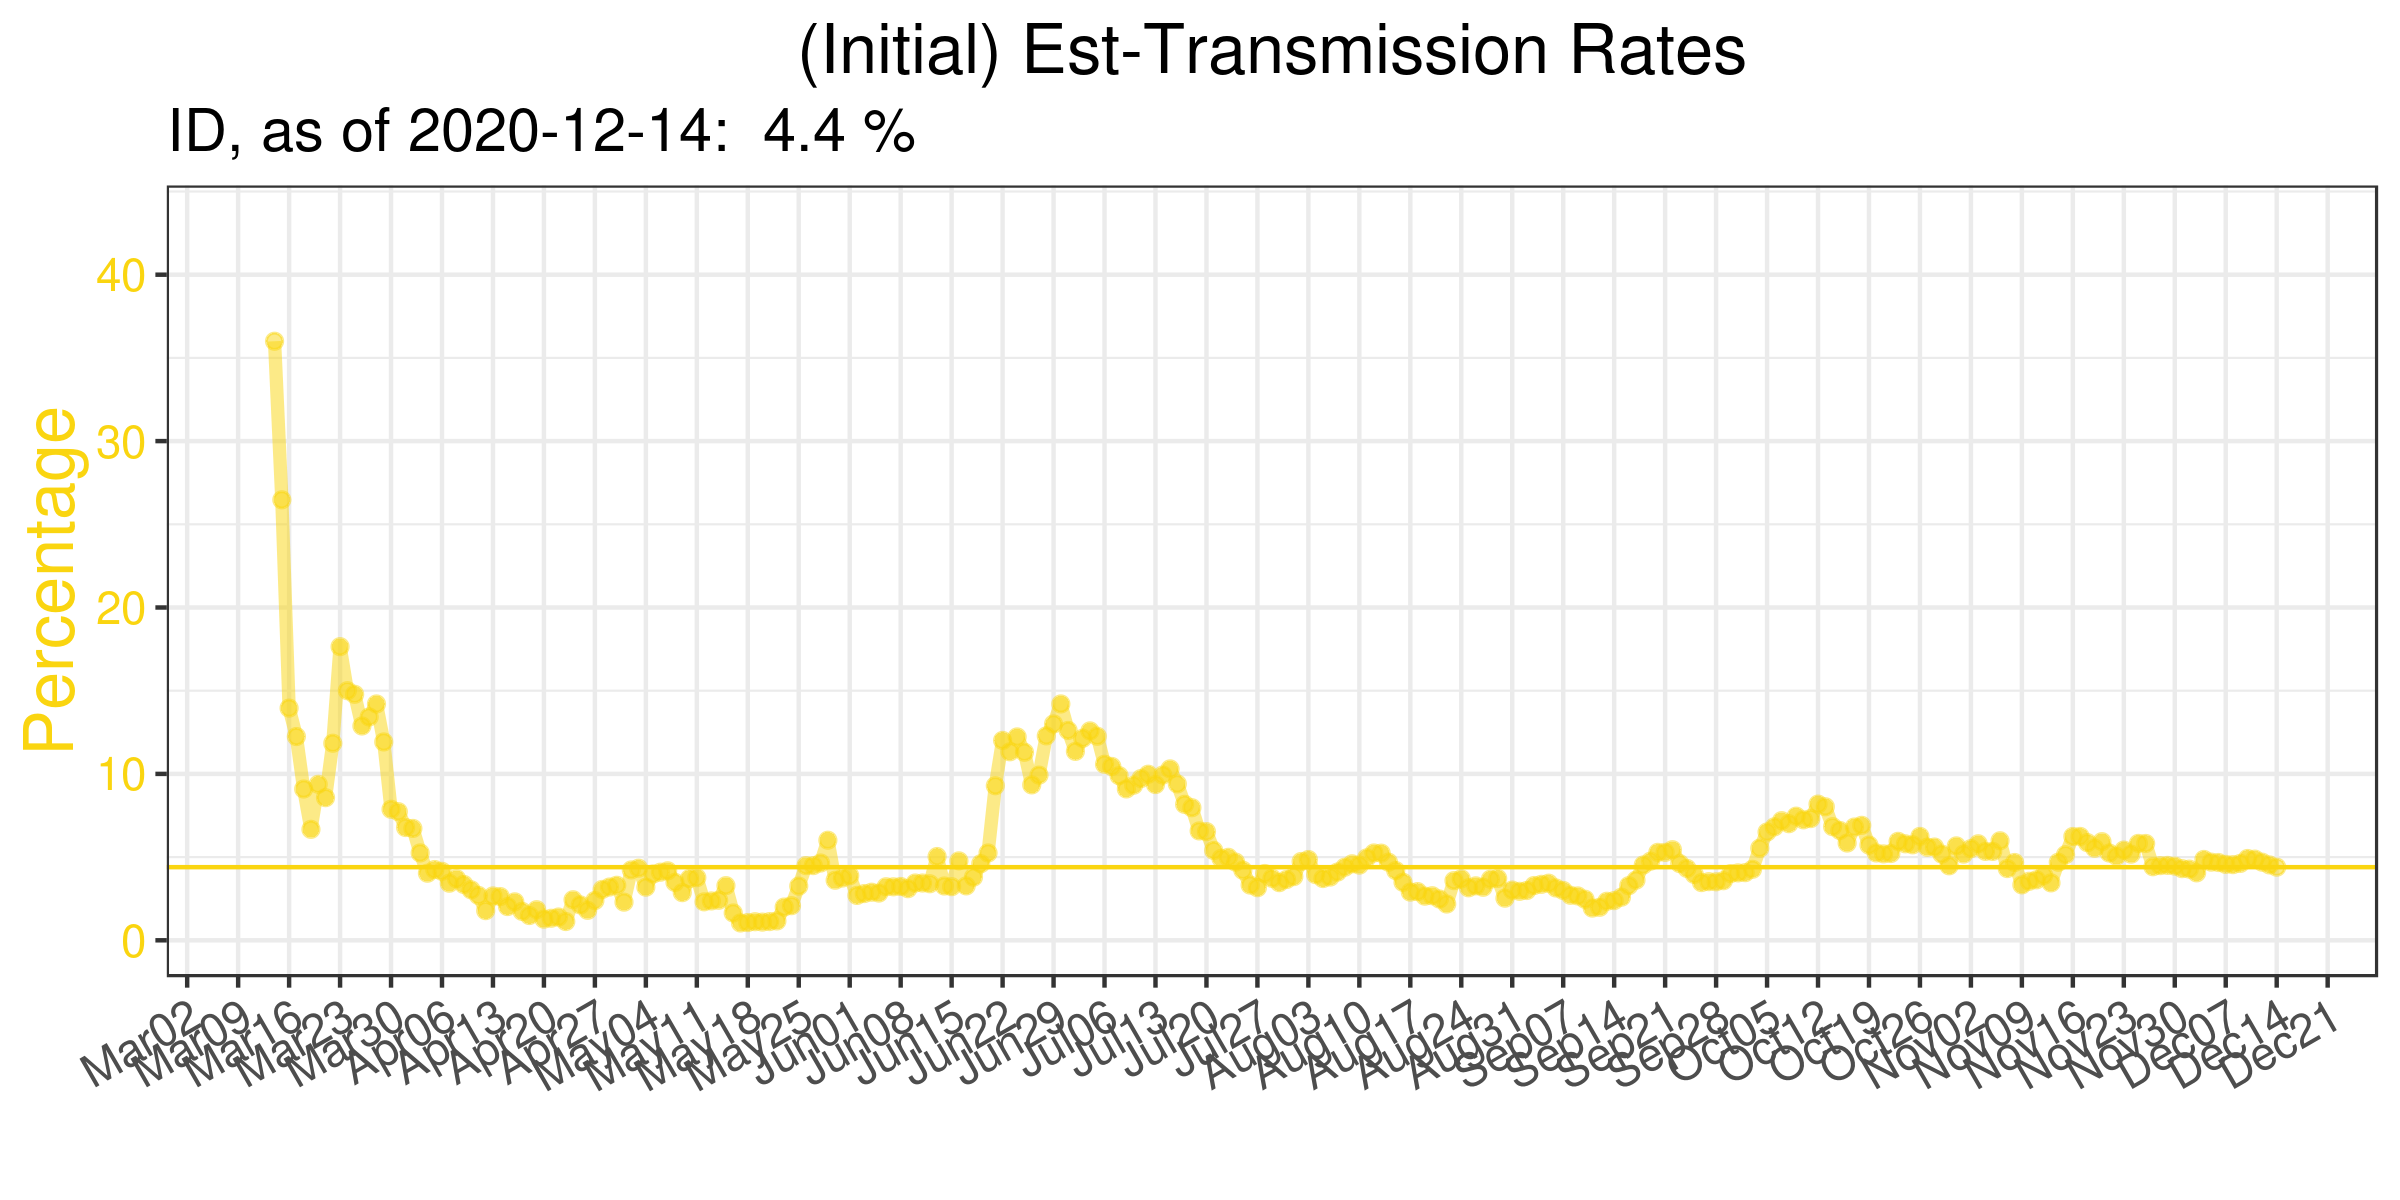 (Initial) Est-Transmission Rates
ID, as of 2020-12-14:  4.4 %
Percentage
40
30
20
10
0
Mar02
Mar09
Mar16
Mar23
Mar30
Apr06
Apr13
Apr20
Apr27
May04
May11
May18
May25
Jun01
Jun08
Jun15
Jun22
Jun29
Jul06
Jul13
Jul20
Jul27
Aug03
Aug10
Aug17
Aug24
Aug31
Sep07
Sep14
Sep21
Sep28
Oct05
Oct12
Oct19
Oct26
Nov02
Nov09
Nov16
Nov23
Nov30
Dec07
Dec14
Dec21